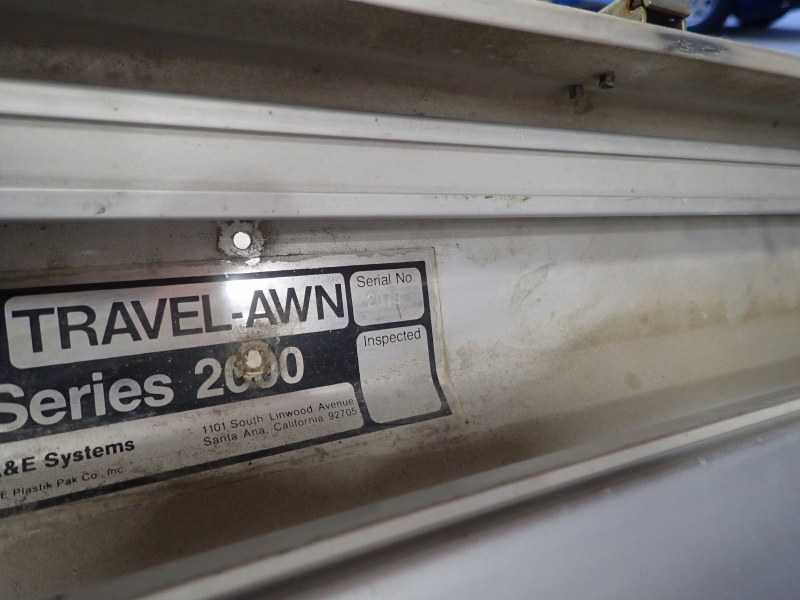 TRAVEL-AWN
Serial No.
Series 2000
Inspected
A&E Systems
E Plastik Pak Co., Inc
1101 South Linwood Avenue
Santa Ana, California 92705